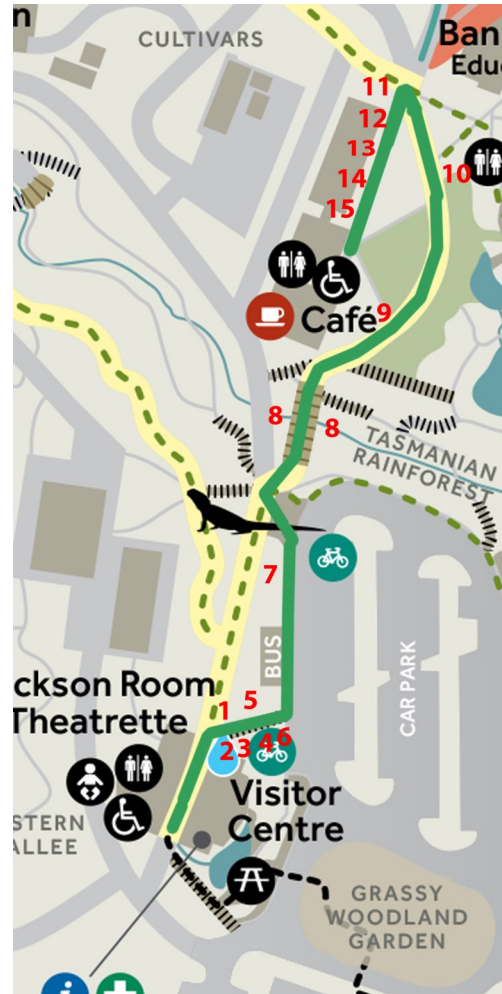 n
CULTIVARS
Ban
Edu
11
12
13
14
15
10
Café
9
8
8
TASMANIAN
RAINFOREST
7
BUS
CAR PARK
ckson Room
Theatrette
1
5
2
3
4
6
Visitor
Centre
STERN
ALLEE
GRASSY
WOODLAND
GARDEN
i